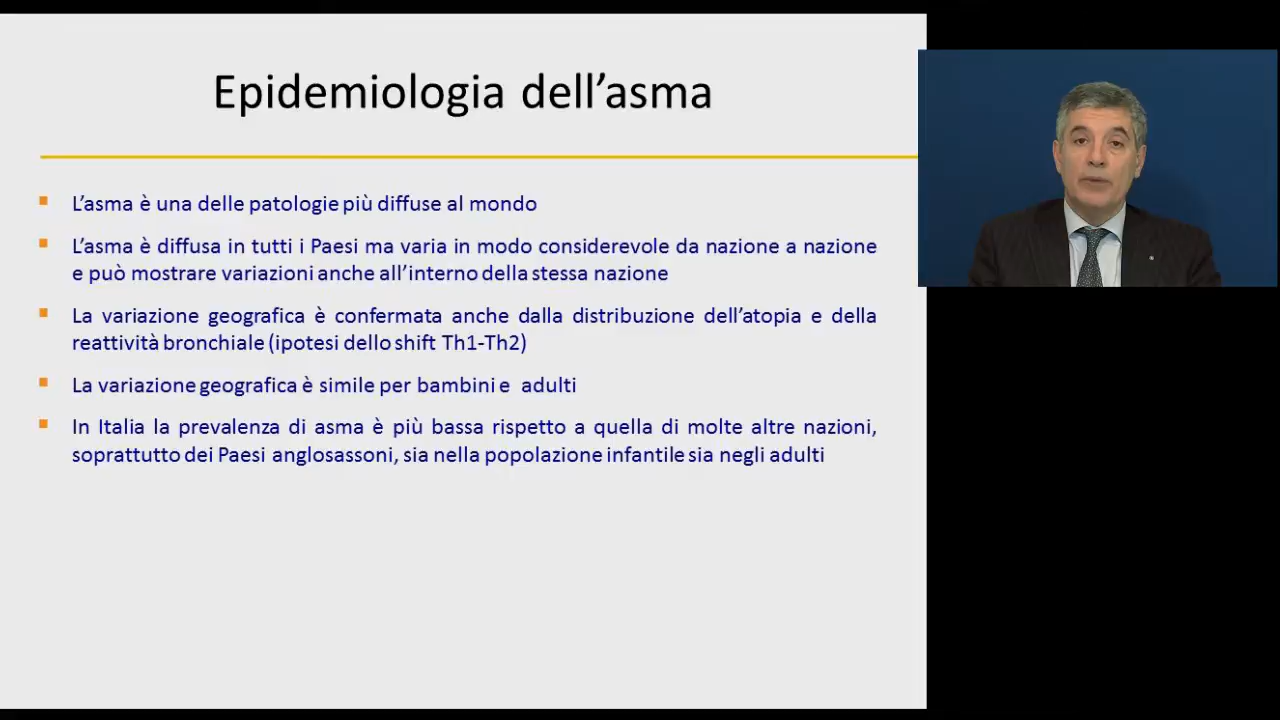 Epidemiologia dell’asma
L’asma è una delle patologie più diffuse al mondo
L’asma è diffusa in tutti i Paesi ma varia in modo considerevole da nazione a nazione
e può mostrare variazioni anche all’interno della stessa nazione
La variazione geografica è confermata anche dalla distribuzione dell’atopia e della
reattività bronchiale (ipotesi dello shift Th1-Th2)
La variazione geografica è simile per bambini e adulti
In Italia la prevalenza di asma è più bassa rispetto a quella di molte altre nazioni,
soprattutto dei Paesi anglosassoni, sia nella popolazione infantile sia negli adulti